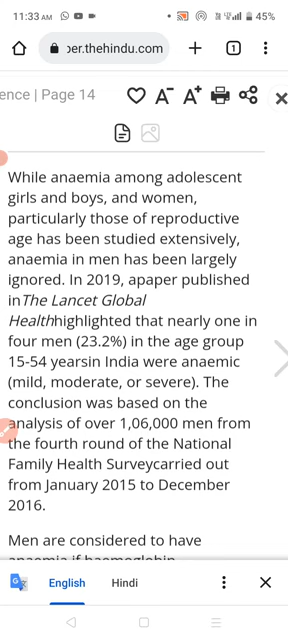 11:33 AM
45%
per.thehindu.com
1
ence | Page 14
A- A+
While anaemia among adolescent
girls and boys, and women,
particularly those of reproductive
age has been studied extensively,
anaemia in men has been largely
ignored. In 2019, apaper published
inThe Lancet Global
Healthhighlighted that nearly one in
four men (23.2%) in the age group
15-54 yearsin India were anaemic
(mild, moderate, or severe). The
conclusion was based on the
analysis of over 1,06,000 men from
the fourth round of the National
Family Health Surveycarried out
from January 2015 to December
2016.
Men are considered to have
anaemia if haemoglobin
English Hindi